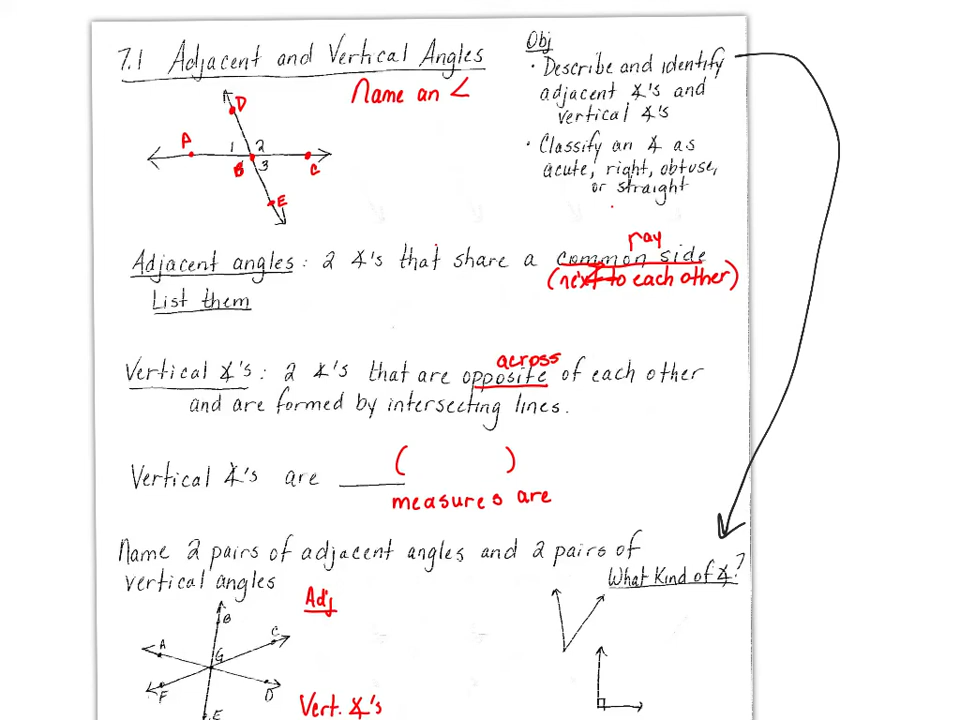 7.1 Adjacent and Vertical Angles
Name an <
D
A
1 2
B 3
C
E
Obj
· Describe and identify
adjacent ∡'s and
vertical ∡'s
· Classify an ∡ as
acute, right, obtuse,
or straight
ray
Adjacent angles : 2 ∡'s that share a common side
(next to each other)
List them
across
Vertical ∡'s : 2 ∡'s that are opposite of each other
and are formed by intersecting lines.
( )
Vertical ∡'s are ______
measures are
Name 2 pairs of adjacent angles and 2 pairs of
vertical angles
What Kind of ∡?
Adj
B
A
C
G
F
D
E
Vert. ∡'s